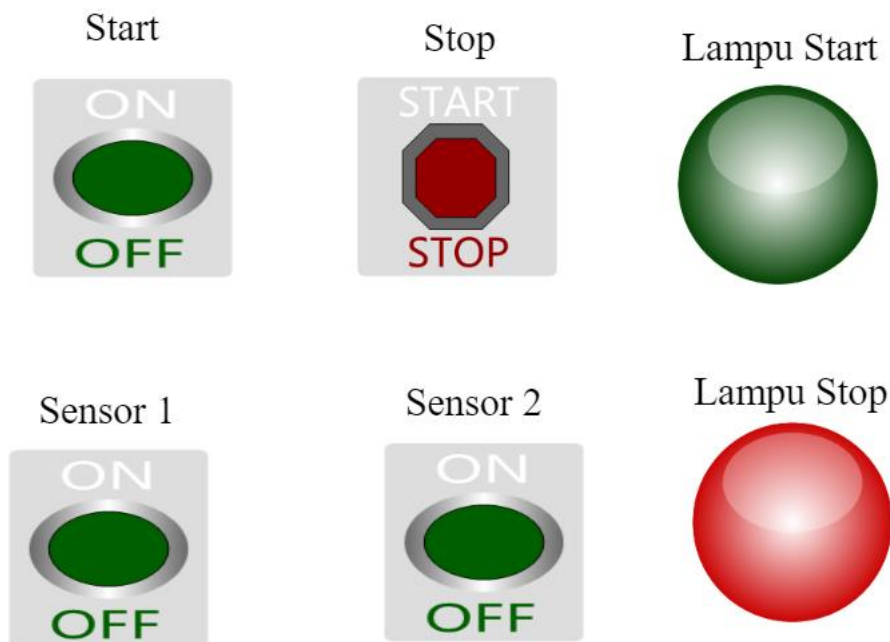 Start
Stop
Lampu Start
ON
START
OFF
STOP
Sensor 1
Sensor 2
Lampu Stop
ON
ON
OFF
OFF